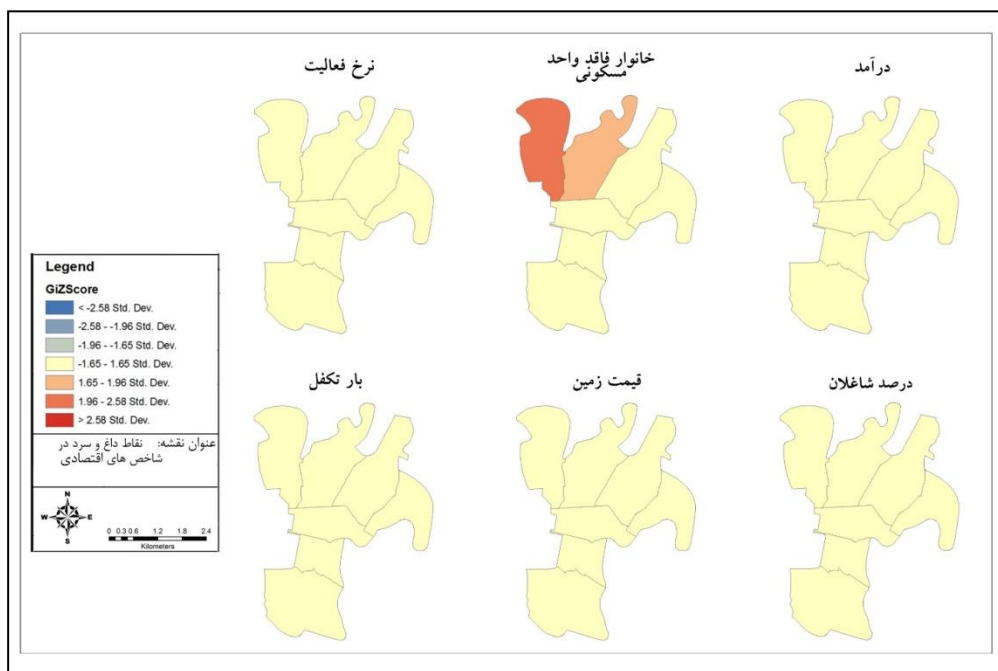 نرخ فعالیت
خانوار فاقد واحد
مسکونی
درآمد
Legend
GiZScore
< -2.58 Std. Dev.
-2.58 - -1.96 Std. Dev.
-1.96 - -1.65 Std. Dev.
-1.65 - 1.65 Std. Dev.
1.65 - 1.96 Std. Dev.
1.96 - 2.58 Std. Dev.
> 2.58 Std. Dev.
عنوان نقشه: نقاط داغ و سرد در
شاخص های اقتصادی
N
W E
S
0 0.3 0.6 1.2 1.8 2.4
Kilometers
بار تکفل
قیمت زمین
درصد شاغلان